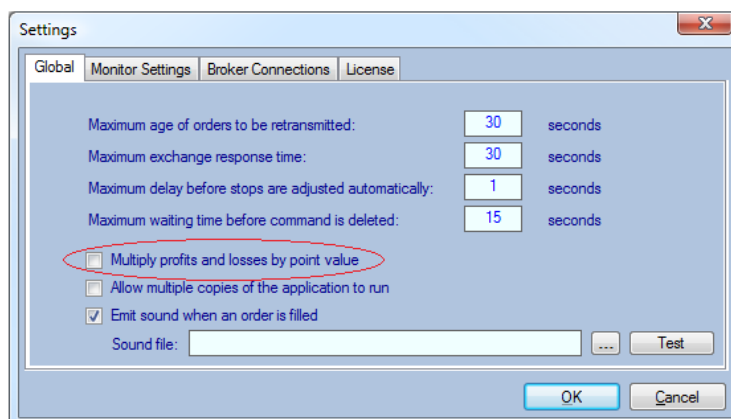 Settings
Global Monitor Settings Broker Connections License
Maximum age of orders to be retransmitted: 30 seconds
Maximum exchange response time: 30 seconds
Maximum delay before stops are adjusted automatically: 1 seconds
Maximum waiting time before command is deleted: 15 seconds
Multiply profits and losses by point value
Allow multiple copies of the application to run
Emit sound when an order is filled
Sound file: ... Test
OK Cancel